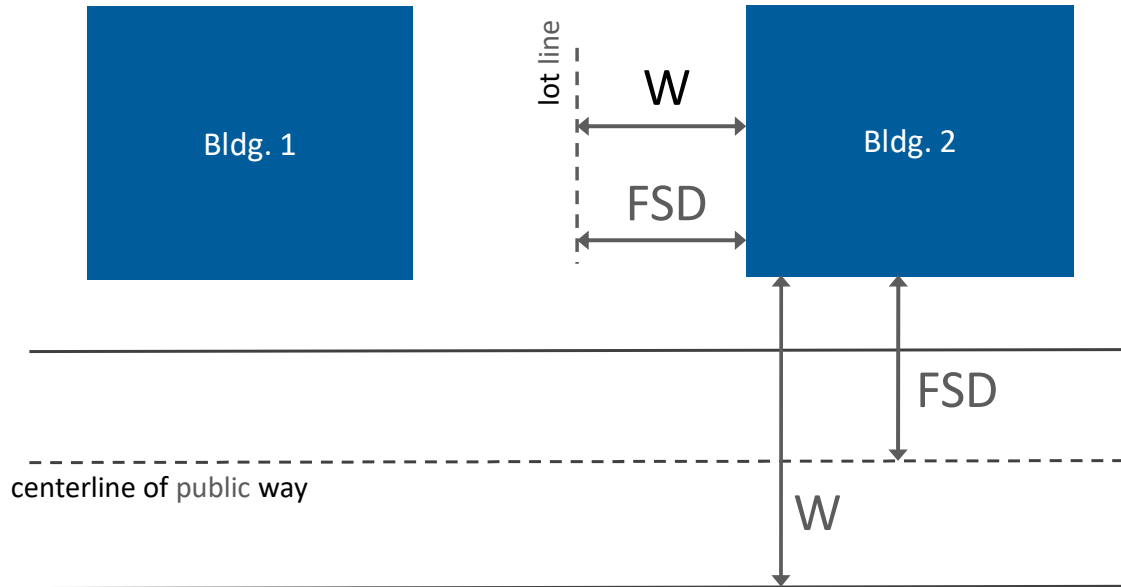 lot line
W
Bldg. 1
Bldg. 2
FSD
FSD
centerline of public way
W